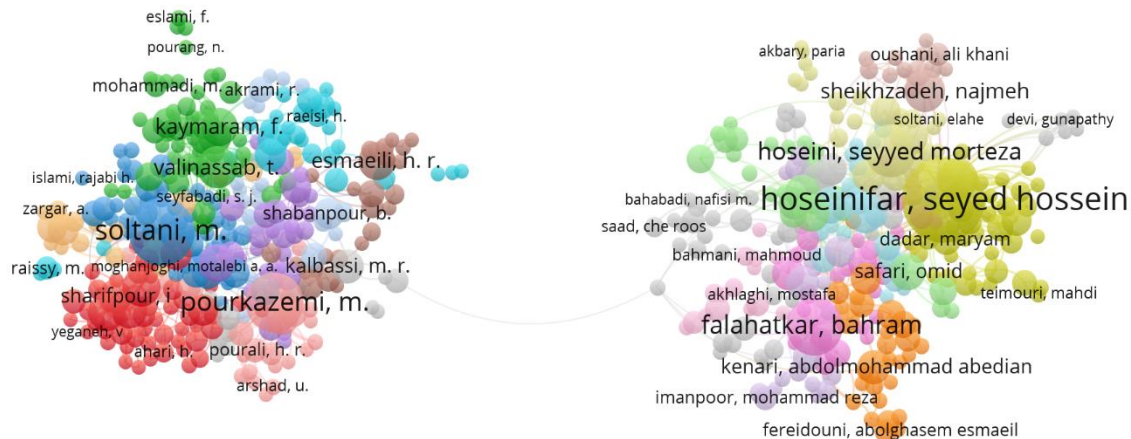 eslami, f.
pourang, n.
mohammadi, m.
akrami, r.
kaymaram, f.
raeisi, h.
valinassab, t.
esmaeili, h. r.
islami, rajabi h.
seyfabadi, s. j.
zargar, a.
shabanpour, b.
soltani, m.
raissy, m.
moghanjoghi, motalebi a. a.
kalbassi, m. r.
sharifpour, i
pourkazemi, m.
yeganeh, v
ahari, h.
pourali, h. r.
arshad, u.
akbary, paria
oushani, ali khani
sheikhzadeh, najmeh
soltani, elahe
devi, gunapathy
hoseini, seyyed morteza
bahabadi, nafisi m.
hoseinifar, seyed hossein
saad, che roos
bahmani, mahmoud
dadar, maryam
safari, omid
akhlaghi, mostafa
teimouri, mahdi
falahatkar, bahram
kenari, abdolmohammad abedian
imanpoor, mohammad reza
fereidouni, abolghasem esmaeil